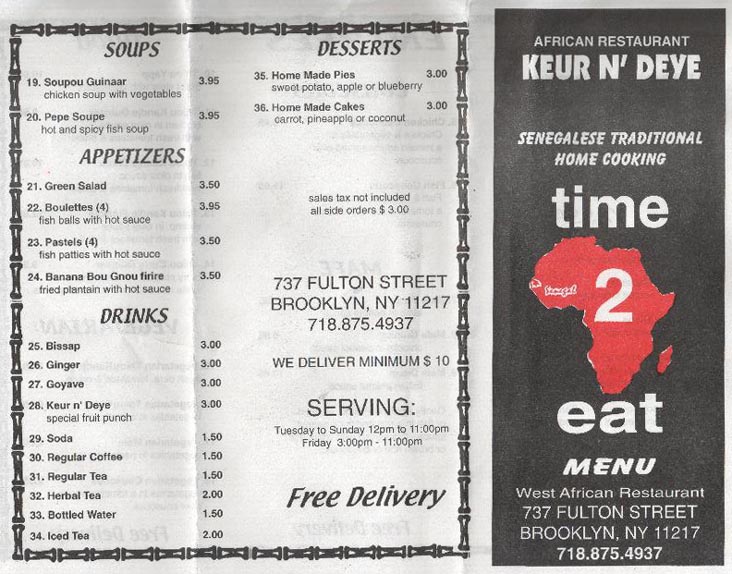 SOUPS
19. Soupou Guinaar 3.95
chicken soup with vegetables
20. Pepe Soupe 3.95
hot and spicy fish soup
APPETIZERS
21. Green Salad 3.50
22. Boulettes (4) 3.95
fish balls with hot sauce
23. Pastels (4) 3.50
fish patties with hot sauce
24. Banana Bou Gnou firire 3.50
fried plantain with hot sauce
DRINKS
25. Bissap 3.00
26. Ginger 3.00
27. Goyave 3.00
28. Keur n' Deye 3.00
special fruit punch
29. Soda 1.50
30. Regular Coffee 1.50
31. Regular Tea 1.50
32. Herbal Tea 2.00
33. Bottled Water 1.50
34. Iced Tea 2.00
DESSERTS
35. Home Made Pies 3.00
sweet potato, apple or blueberry
36. Home Made Cakes 3.00
carrot, pineapple or coconut
sales tax not included
all side orders $ 3.00
737 FULTON STREET
BROOKLYN, NY 11217
718.875.4937
WE DELIVER MINIMUM $ 10
SERVING:
Tuesday to Sunday 12pm to 11:00pm
Friday 3:00pm - 11:00pm
Free Delivery
AFRICAN RESTAURANT
KEUR N' DEYE
SENEGALESE TRADITIONAL
HOME COOKING
time
2
Senegal
eat
MENU
West African Restaurant
737 FULTON STREET
BROOKLYN, NY 11217
718.875.4937